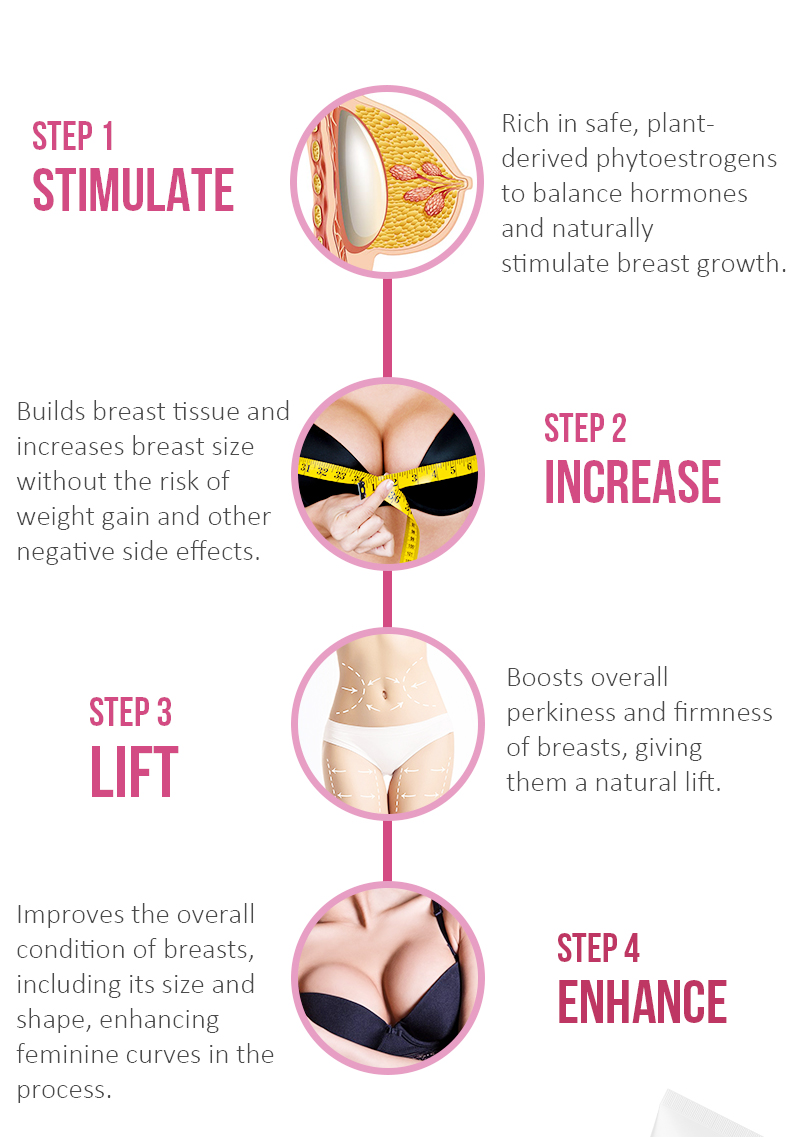 STEP 1
STIMULATE
Rich in safe, plant-
derived phytoestrogens
to balance hormones
and naturally
stimulate breast growth.
Builds breast tissue and
increases breast size
without the risk of
weight gain and other
negative side effects.
STEP 2
INCREASE
STEP 3
LIFT
Boosts overall
perkiness and firmness
of breasts, giving
them a natural lift.
Improves the overall
condition of breasts,
including its size and
shape, enhancing
feminine curves in the
process.
STEP 4
ENHANCE